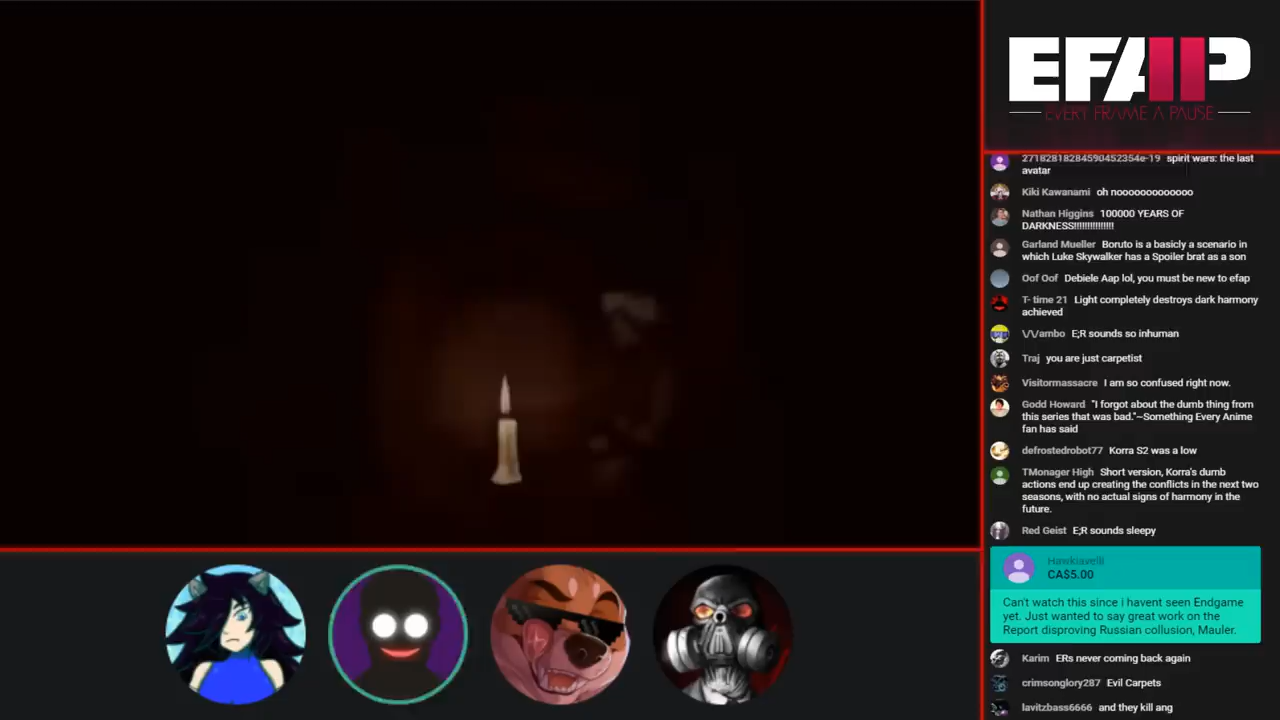 EFAP
EVERY FRAME A PAUSE
27182818284590452354e-19 spirit wars: the last
avatar
Kiki Kawanami oh nooooooooooooo
Nathan Higgins 100000 YEARS OF
DARKNESS!!!!!!!!!!!!!!!
Garland Mueller Boruto is a basicly a scenario in
which Luke Skywalker has a Spoiler brat as a son
Oof Oof Debiele Aap lol, you must be new to efap
T- time 21 Light completely destroys dark harmony
achieved
\/\/ambo E;R sounds so inhuman
Traj you are just carpetist
Visitormassacre I am so confused right now.
Godd Howard "I forgot about the dumb thing from
this series that was bad."~Something Every Anime
fan has said
defrostedrobot77 Korra S2 was a low
TMonager High Short version, Korra's dumb
actions end up creating the conflicts in the next two
seasons, with no actual signs of harmony in the
future.
Red Geist E;R sounds sleepy
Hawkiavelli
CA$5.00
Can't watch this since i havent seen Endgame
yet. Just wanted to say great work on the
Report disproving Russian collusion, Mauler.
Karim ERs never coming back again
crimsonglory287 Evil Carpets
lavitzbass6666 and they kill ang